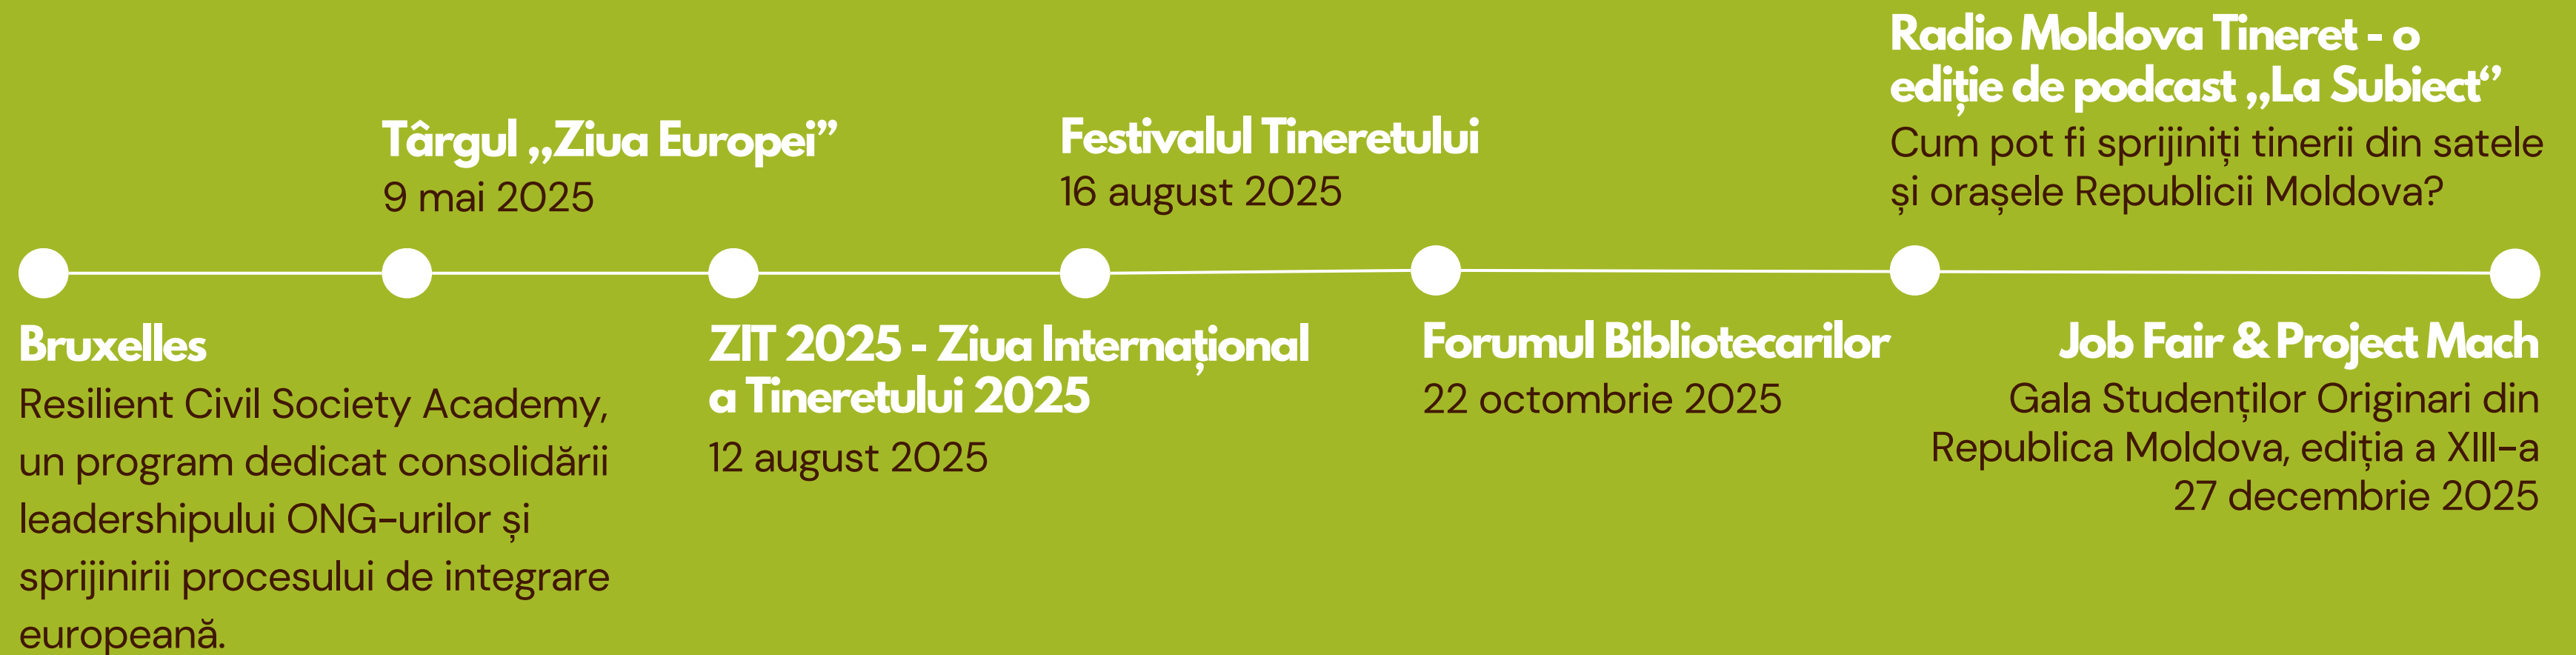 Bruxelles
Resilient Civil Society Academy,
un program dedicat consolidării
leadershipului ONG-urilor și
sprijinirii procesului de integrare
europeană.
Târgul ,,Ziua Europei”
9 mai 2025
ZIT 2025 - Ziua Internațional
a Tineretului 2025
12 august 2025
Festivalul Tineretului
16 august 2025
Forumul Bibliotecarilor
22 octombrie 2025
Radio Moldova Tineret - o
ediție de podcast ,,La Subiect‘’
Cum pot fi sprijiniți tinerii din satele
și orașele Republicii Moldova?
Job Fair & Project Mach
Gala Studenților Originari din
Republica Moldova, ediția a XIII-a
27 decembrie 2025